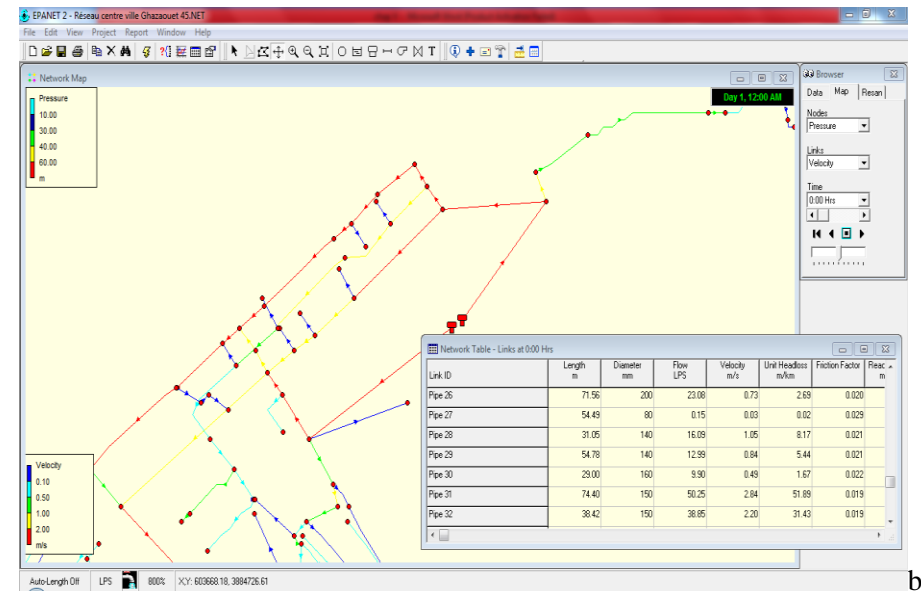 EPANET 2 - Réseau centre ville Ghazaouet 45.NET
File Edit View Project Report Window Help
T
Network Map
Day 1, 12:00 AM
Pressure
10.00
30.00
40.00
60.00
m
Browser
Data Map Resan
Nodes
Pressure
Links
Velocity
Time
0:00 Hrs
Network Table - Links at 0:00 Hrs
Link ID Length m Diameter mm Flow LPS Velocity m/s Unit Headloss m/km Friction Factor Reac m
Pipe 26 71.56 200 23.08 0.73 2.69 0.020
Pipe 27 54.49 80 0.15 0.03 0.02 0.029
Pipe 28 31.05 140 16.09 1.05 8.17 0.021
Pipe 29 54.78 140 12.99 0.84 5.44 0.021
Pipe 30 29.00 160 9.90 0.49 1.67 0.022
Pipe 31 74.40 150 50.25 2.84 51.89 0.019
Pipe 32 38.42 150 38.85 2.20 31.43 0.019
Velocity
0.10
0.50
1.00
2.00
m/s
Auto-Length Off LPS 800% X,Y: 603668.18, 3884726.61
b